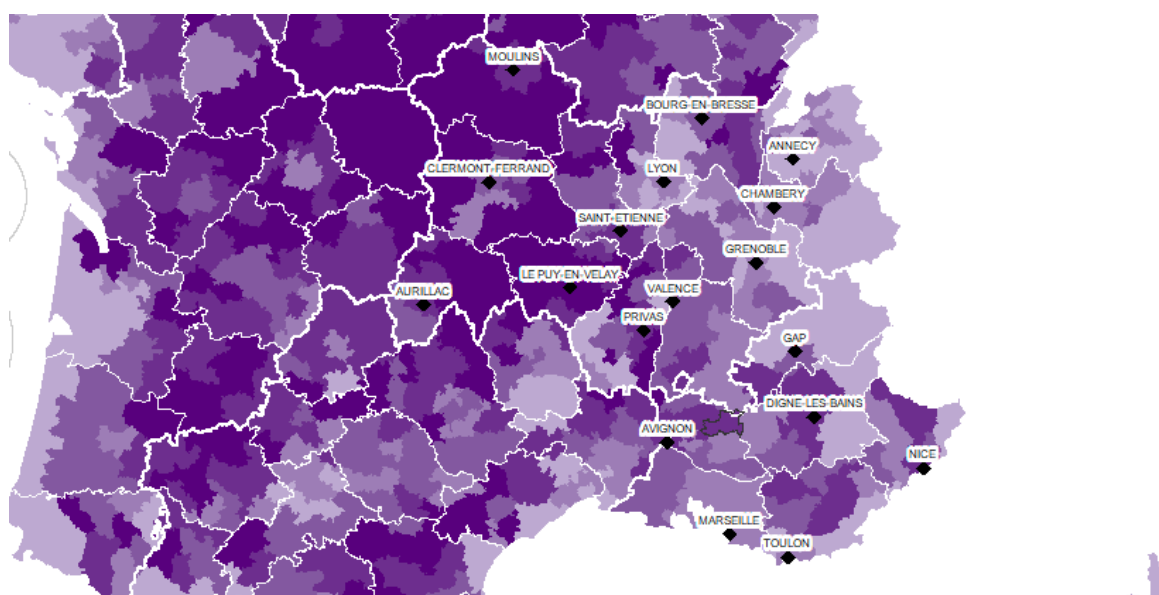 MOULINS
BOURG-EN-BRESSE
ANNECY
CLERMONT-FERRAND
LYON
CHAMBERY
SAINT-ETIENNE
GRENOBLE
LE PUY-EN-VELAY
AURILLAC
VALENCE
PRIVAS
GAP
DIGNE-LES-BAINS
AVIGNON
NICE
MARSEILLE
TOULON